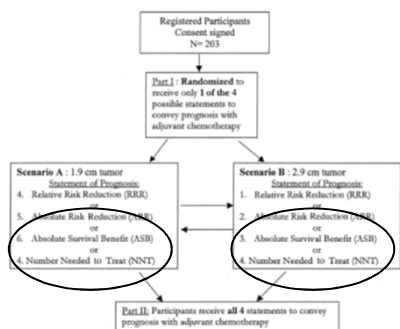 Registered Participants
Consent signed
N= 203
Part I : Randomized to
receive only 1 of the 4
possible statements to
convey prognosis with
adjuvant chemotherapy
Scenario A : 1.9 cm tumor
Statement of Prognosis:
4. Relative Risk Reduction (RRR)
or
5. Absolute Risk Reduction (ARR)
or
6. Absolute Survival Benefit (ASB)
or
4. Number Needed to Treat (NNT)
Scenario B : 2.9 cm tumor
Statement of Prognosis:
1. Relative Risk Reduction (RRR)
or
2. Absolute Risk Reduction (ARR)
or
3. Absolute Survival Benefit (ASB)
or
4. Number Needed to Treat (NNT)
Part II: Participants receive all 4 statements to convey
prognosis with adjuvant chemotherapy